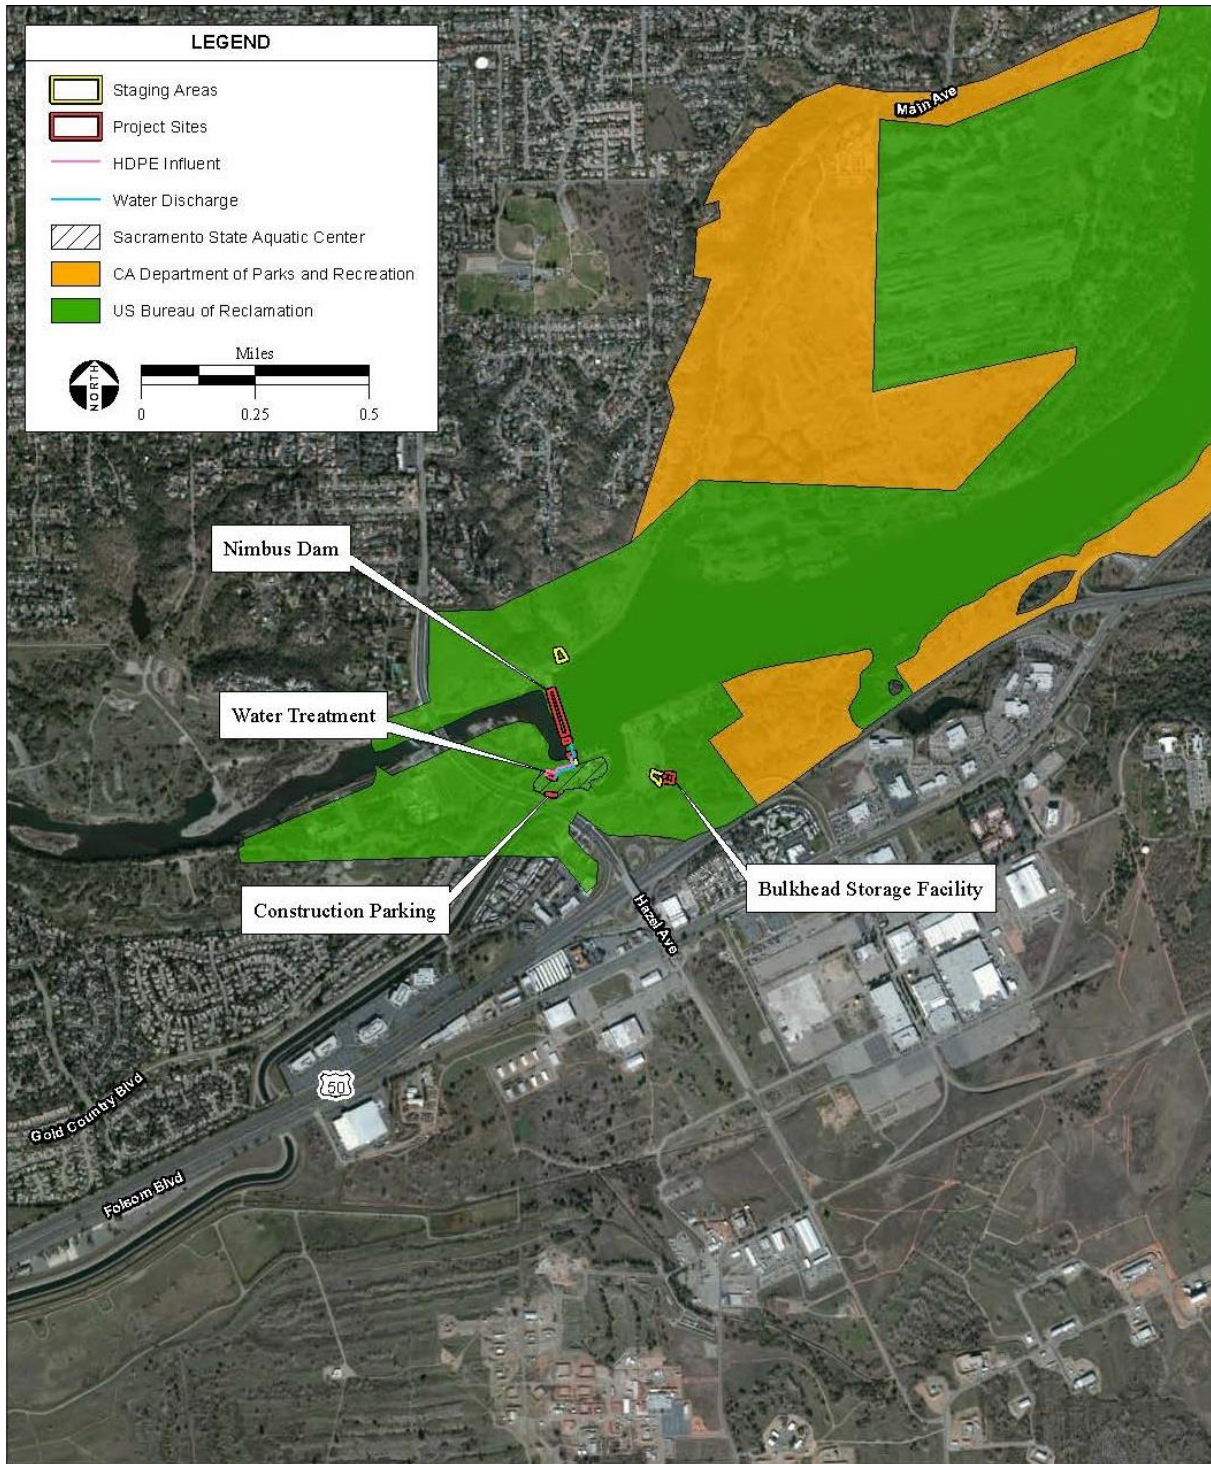 LEGEND
Staging Areas
Project Sites
HDPE Influent
Water Discharge
Sacramento State Aquatic Center
CA Department of Parks and Recreation
US Bureau of Reclamation
Miles
NORTH
0 0.25 0.5
Main Ave
Nimbus Dam
Water Treatment
Construction Parking
Bulkhead Storage Facility
Hazel Ave
50
Gold Country Blvd
Folsom Blvd